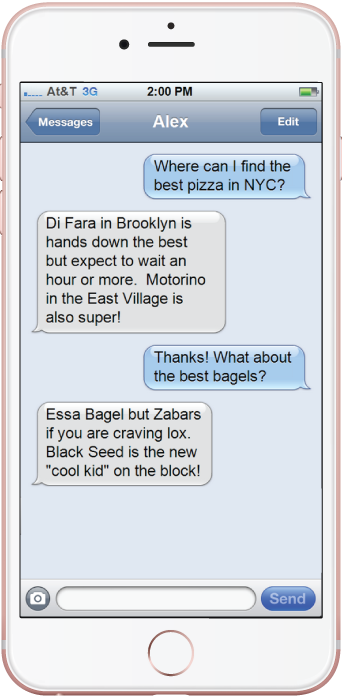 At&T 3G 2:00 PM
Messages Alex Edit
Where can I find the
best pizza in NYC?
Di Fara in Brooklyn is
hands down the best
but expect to wait an
hour or more. Motorino
in the East Village is
also super!
Thanks! What about
the best bagels?
Essa Bagel but Zabars
if you are craving lox.
Black Seed is the new
"cool kid" on the block!
Send